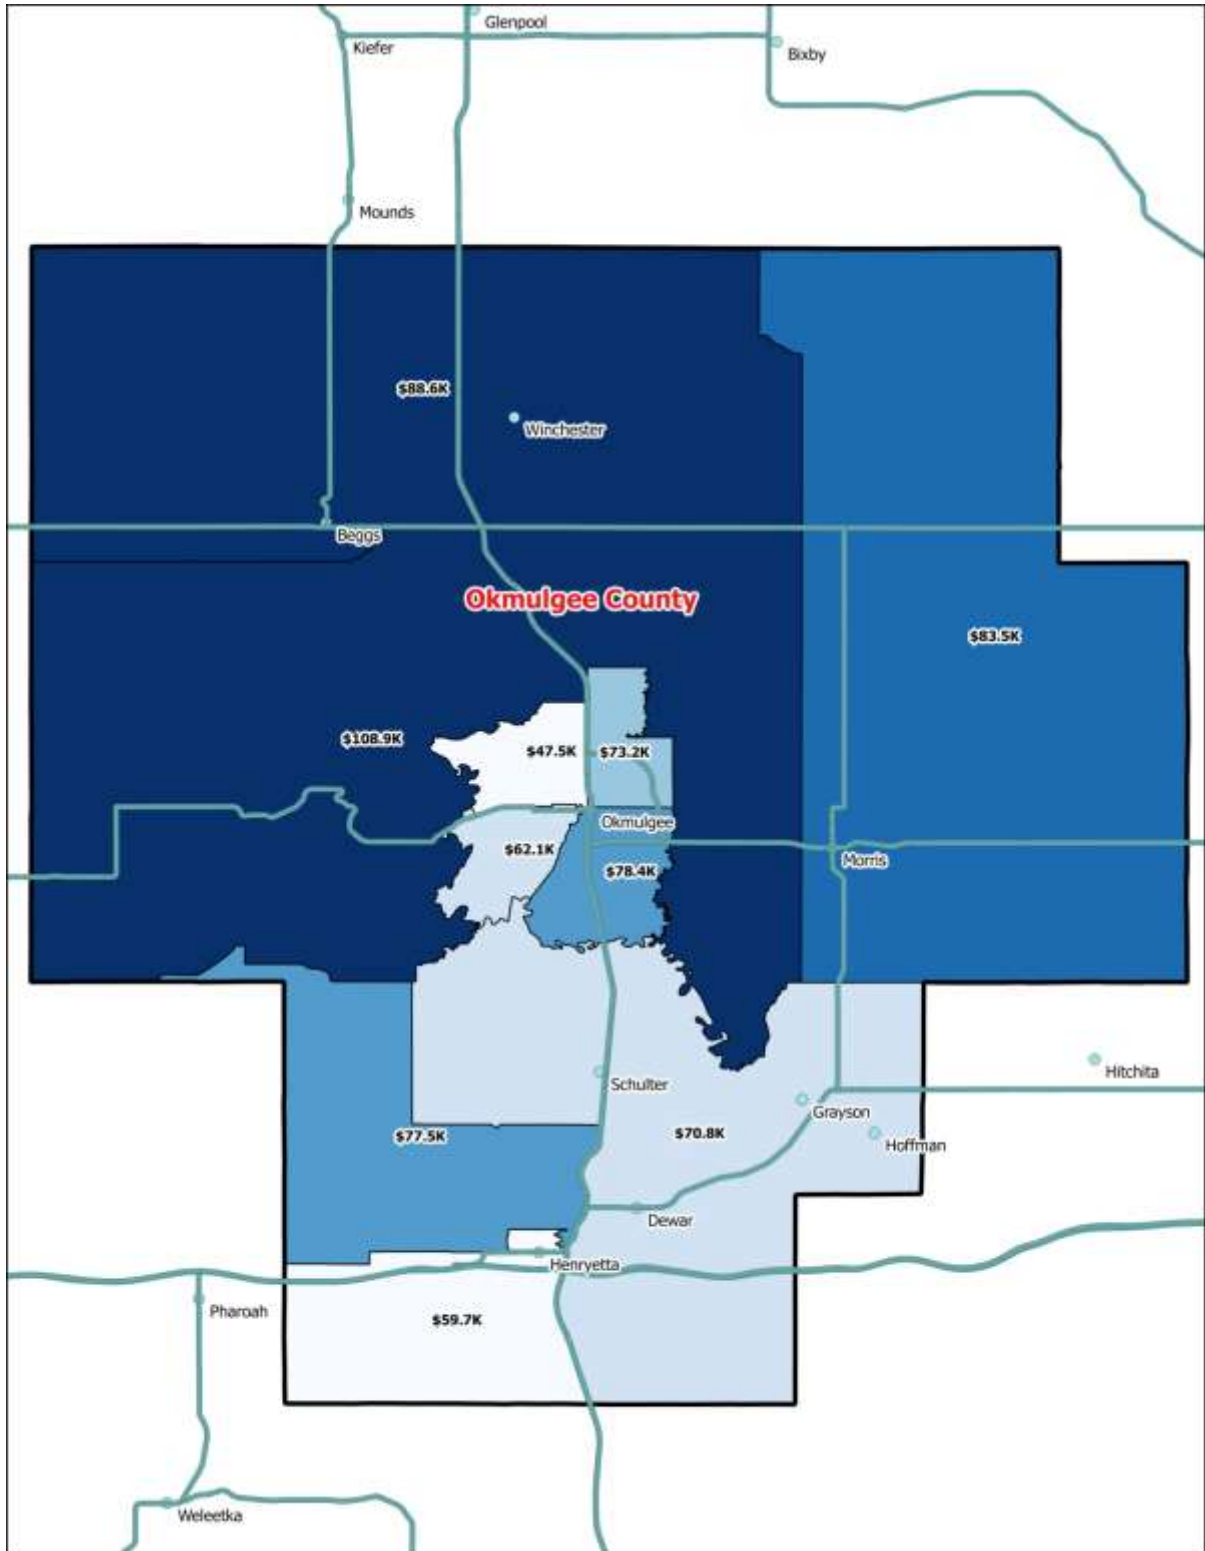 Glenpool
Kiefer
Bixby
Mounds
$88.6K
Winchester
Beggs
Okmulgee County
$83.5K
$108.9K
$47.5K
$73.2K
Okmulgee
$62.1K
Morris
$78.4K
Hitchita
Schulter
Grayson
$77.5K
$70.8K
Hoffman
Dewar
Henryetta
Pharoah
$59.7K
Weleetka